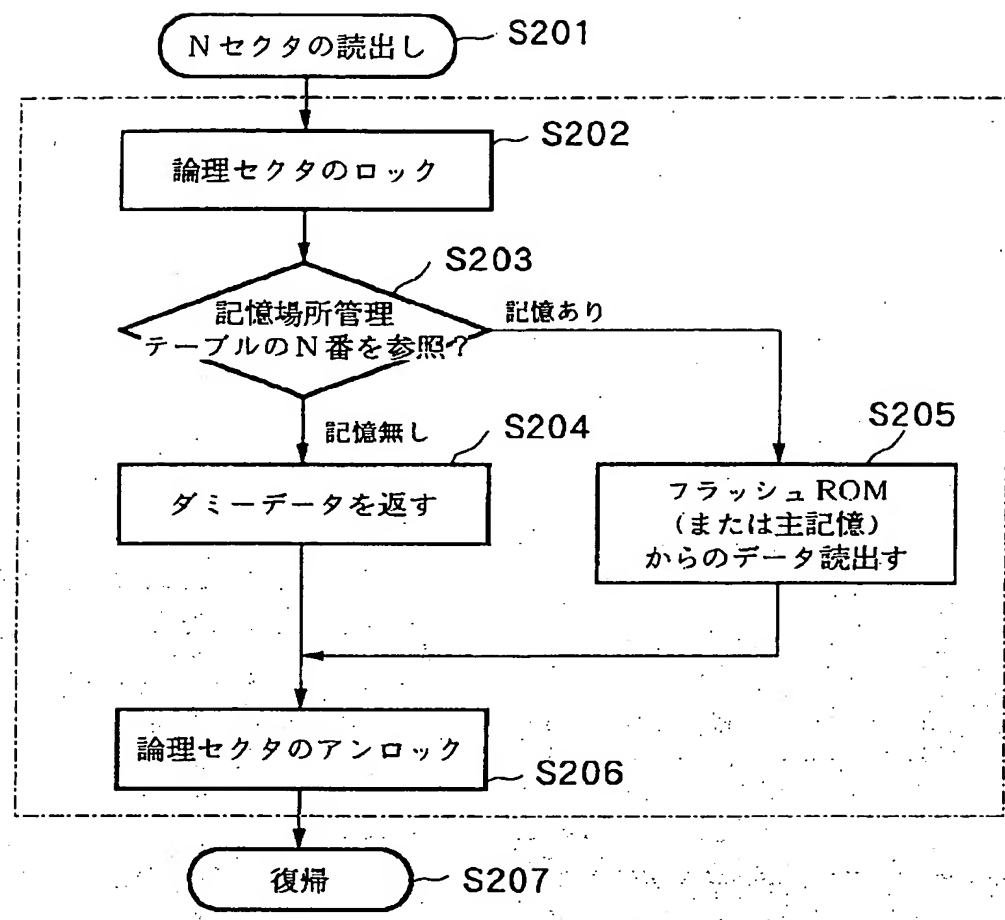 Nセクタの読出し
S201
論理セクタのロック
S202
S203
記憶場所管理
テーブルのN番を参照?
記憶あり
記憶無し
S204
ダミーデータを返す
S205
フラッシュROM
(または主記憶)
からのデータ読出す
論理セクタのアンロック
S206
復帰
S207